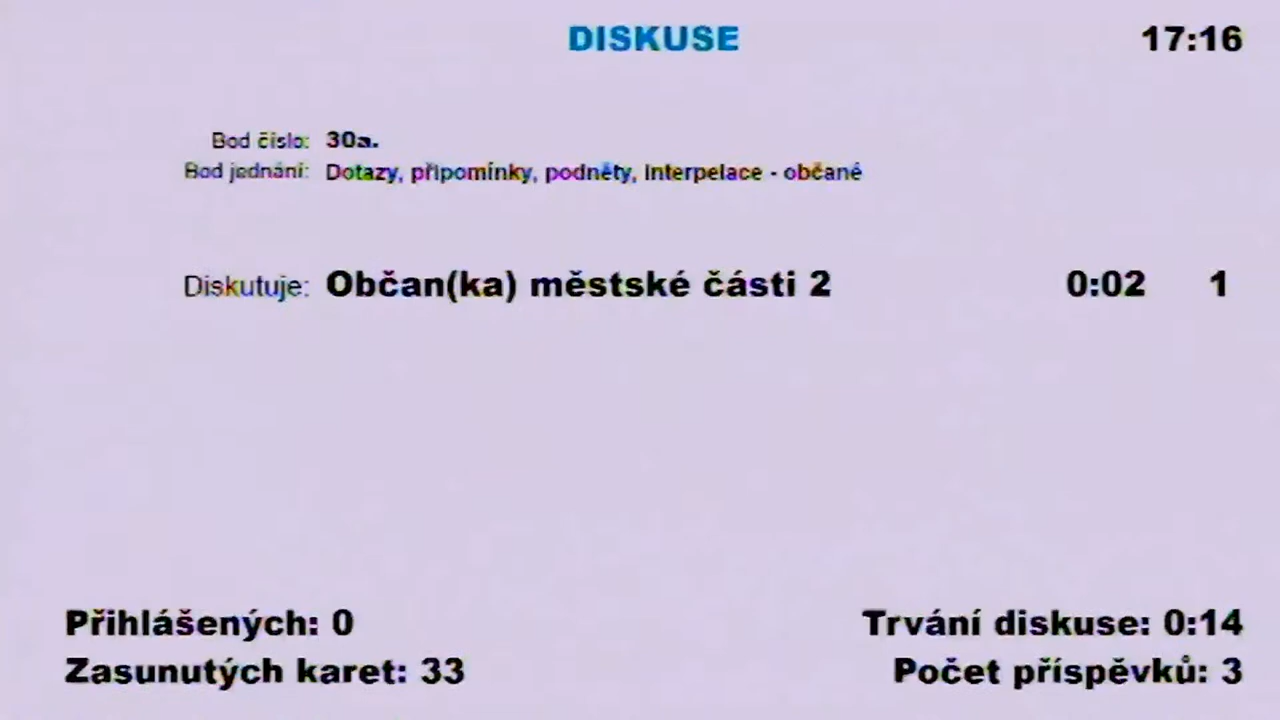 DISKUSE 17:16
Bod číslo: 30a.
Bod jednání: Dotazy, připomínky, podněty, interpelace - občané
Diskutuje: Občan(ka) městské části 2 0:02 1
Přihlášených: 0 Trvání diskuse: 0:14
Zasunutých karet: 33 Počet příspěvků: 3